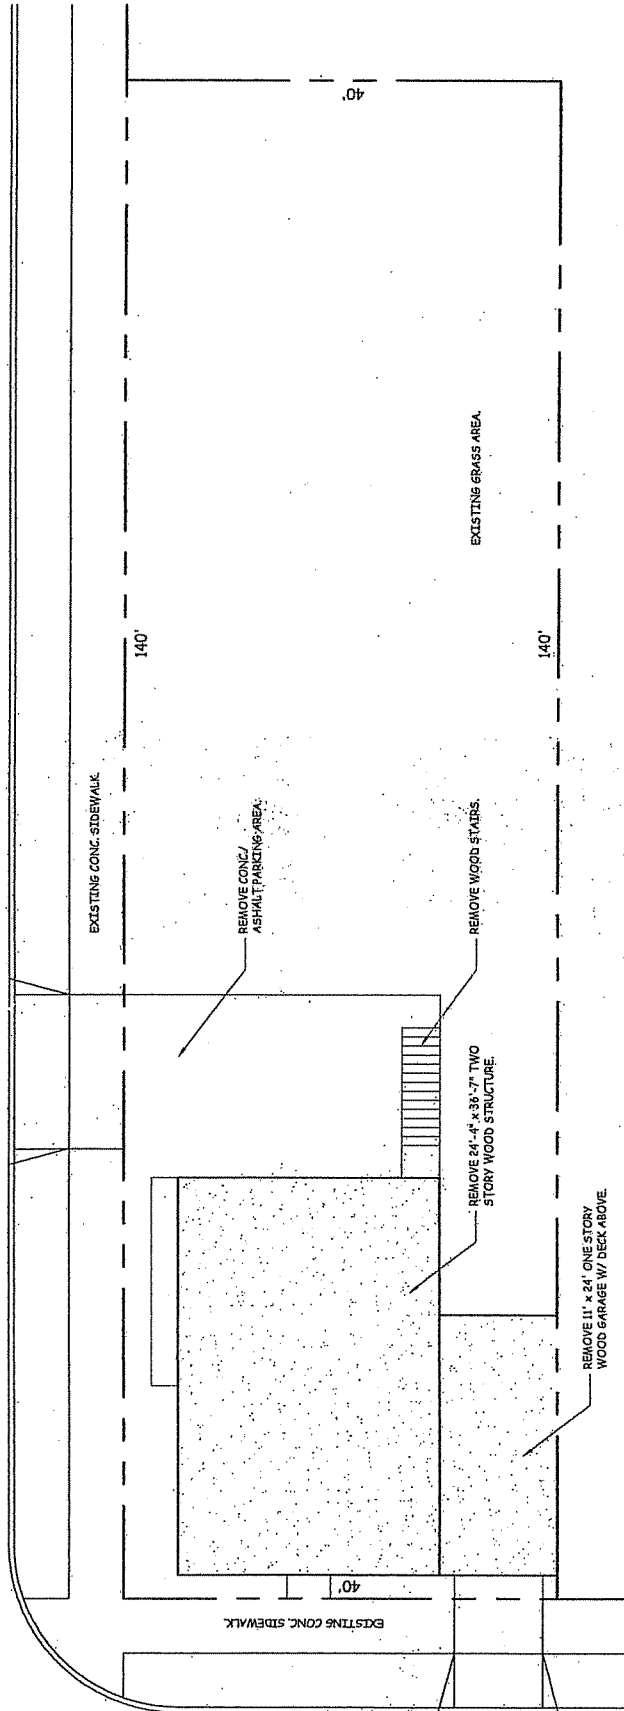 40'
EXISTING CONC. SIDEWALK.
140'
EXISTING GRASS AREA.
140'
REMOVE CONC./
ASHALT PARKING AREA.
REMOVE WOOD STAIRS.
REMOVE 24'-4" x 36'-7" TWO
STORY WOOD STRUCTURE.
REMOVE 11' x 24' ONE STORY
WOOD GARAGE W/ DECK ABOVE.
40'
EXISTING CONC. SIDEWALK.